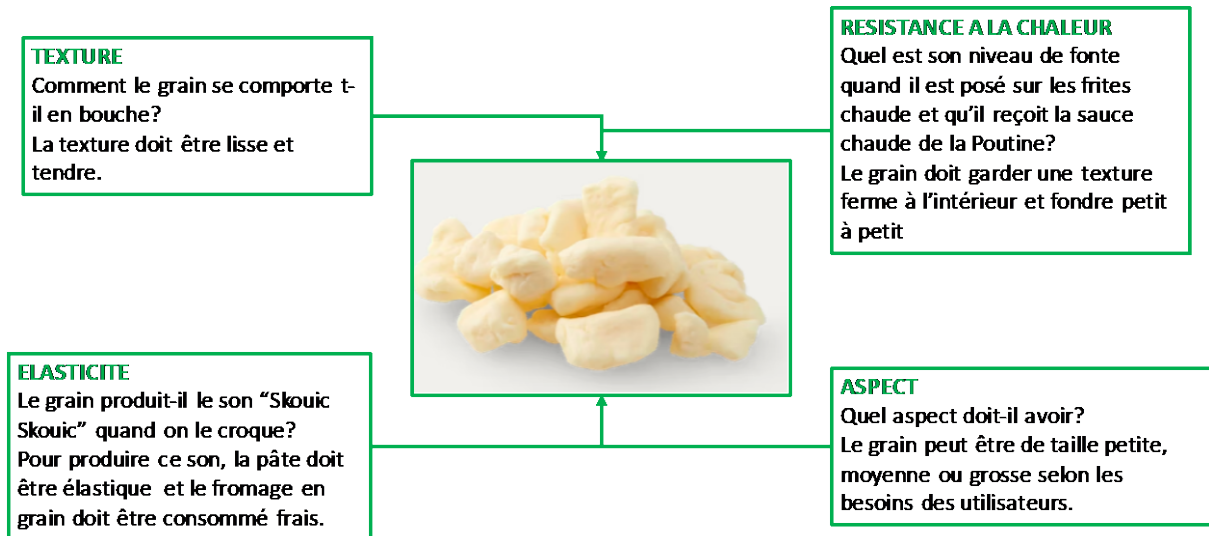 TEXTURE
Comment le grain se comporte t-
il en bouche?
La texture doit être lisse et
tendre.
RESISTANCE A LA CHALEUR
Quel est son niveau de fonte
quand il est posé sur les frites
chaude et qu'il reçoit la sauce
chaude de la Poutine?
Le grain doit garder une texture
ferme à l'intérieur et fondre petit
à petit
ELASTICITE
Le grain produit-il le son “Skouic
Skouic” quand on le croque?
Pour produire ce son, la pâte doit
être élastique et le fromage en
grain doit être consommé frais.
ASPECT
Quel aspect doit-il avoir?
Le grain peut être de taille petite,
moyenne ou grosse selon les
besoins des utilisateurs.